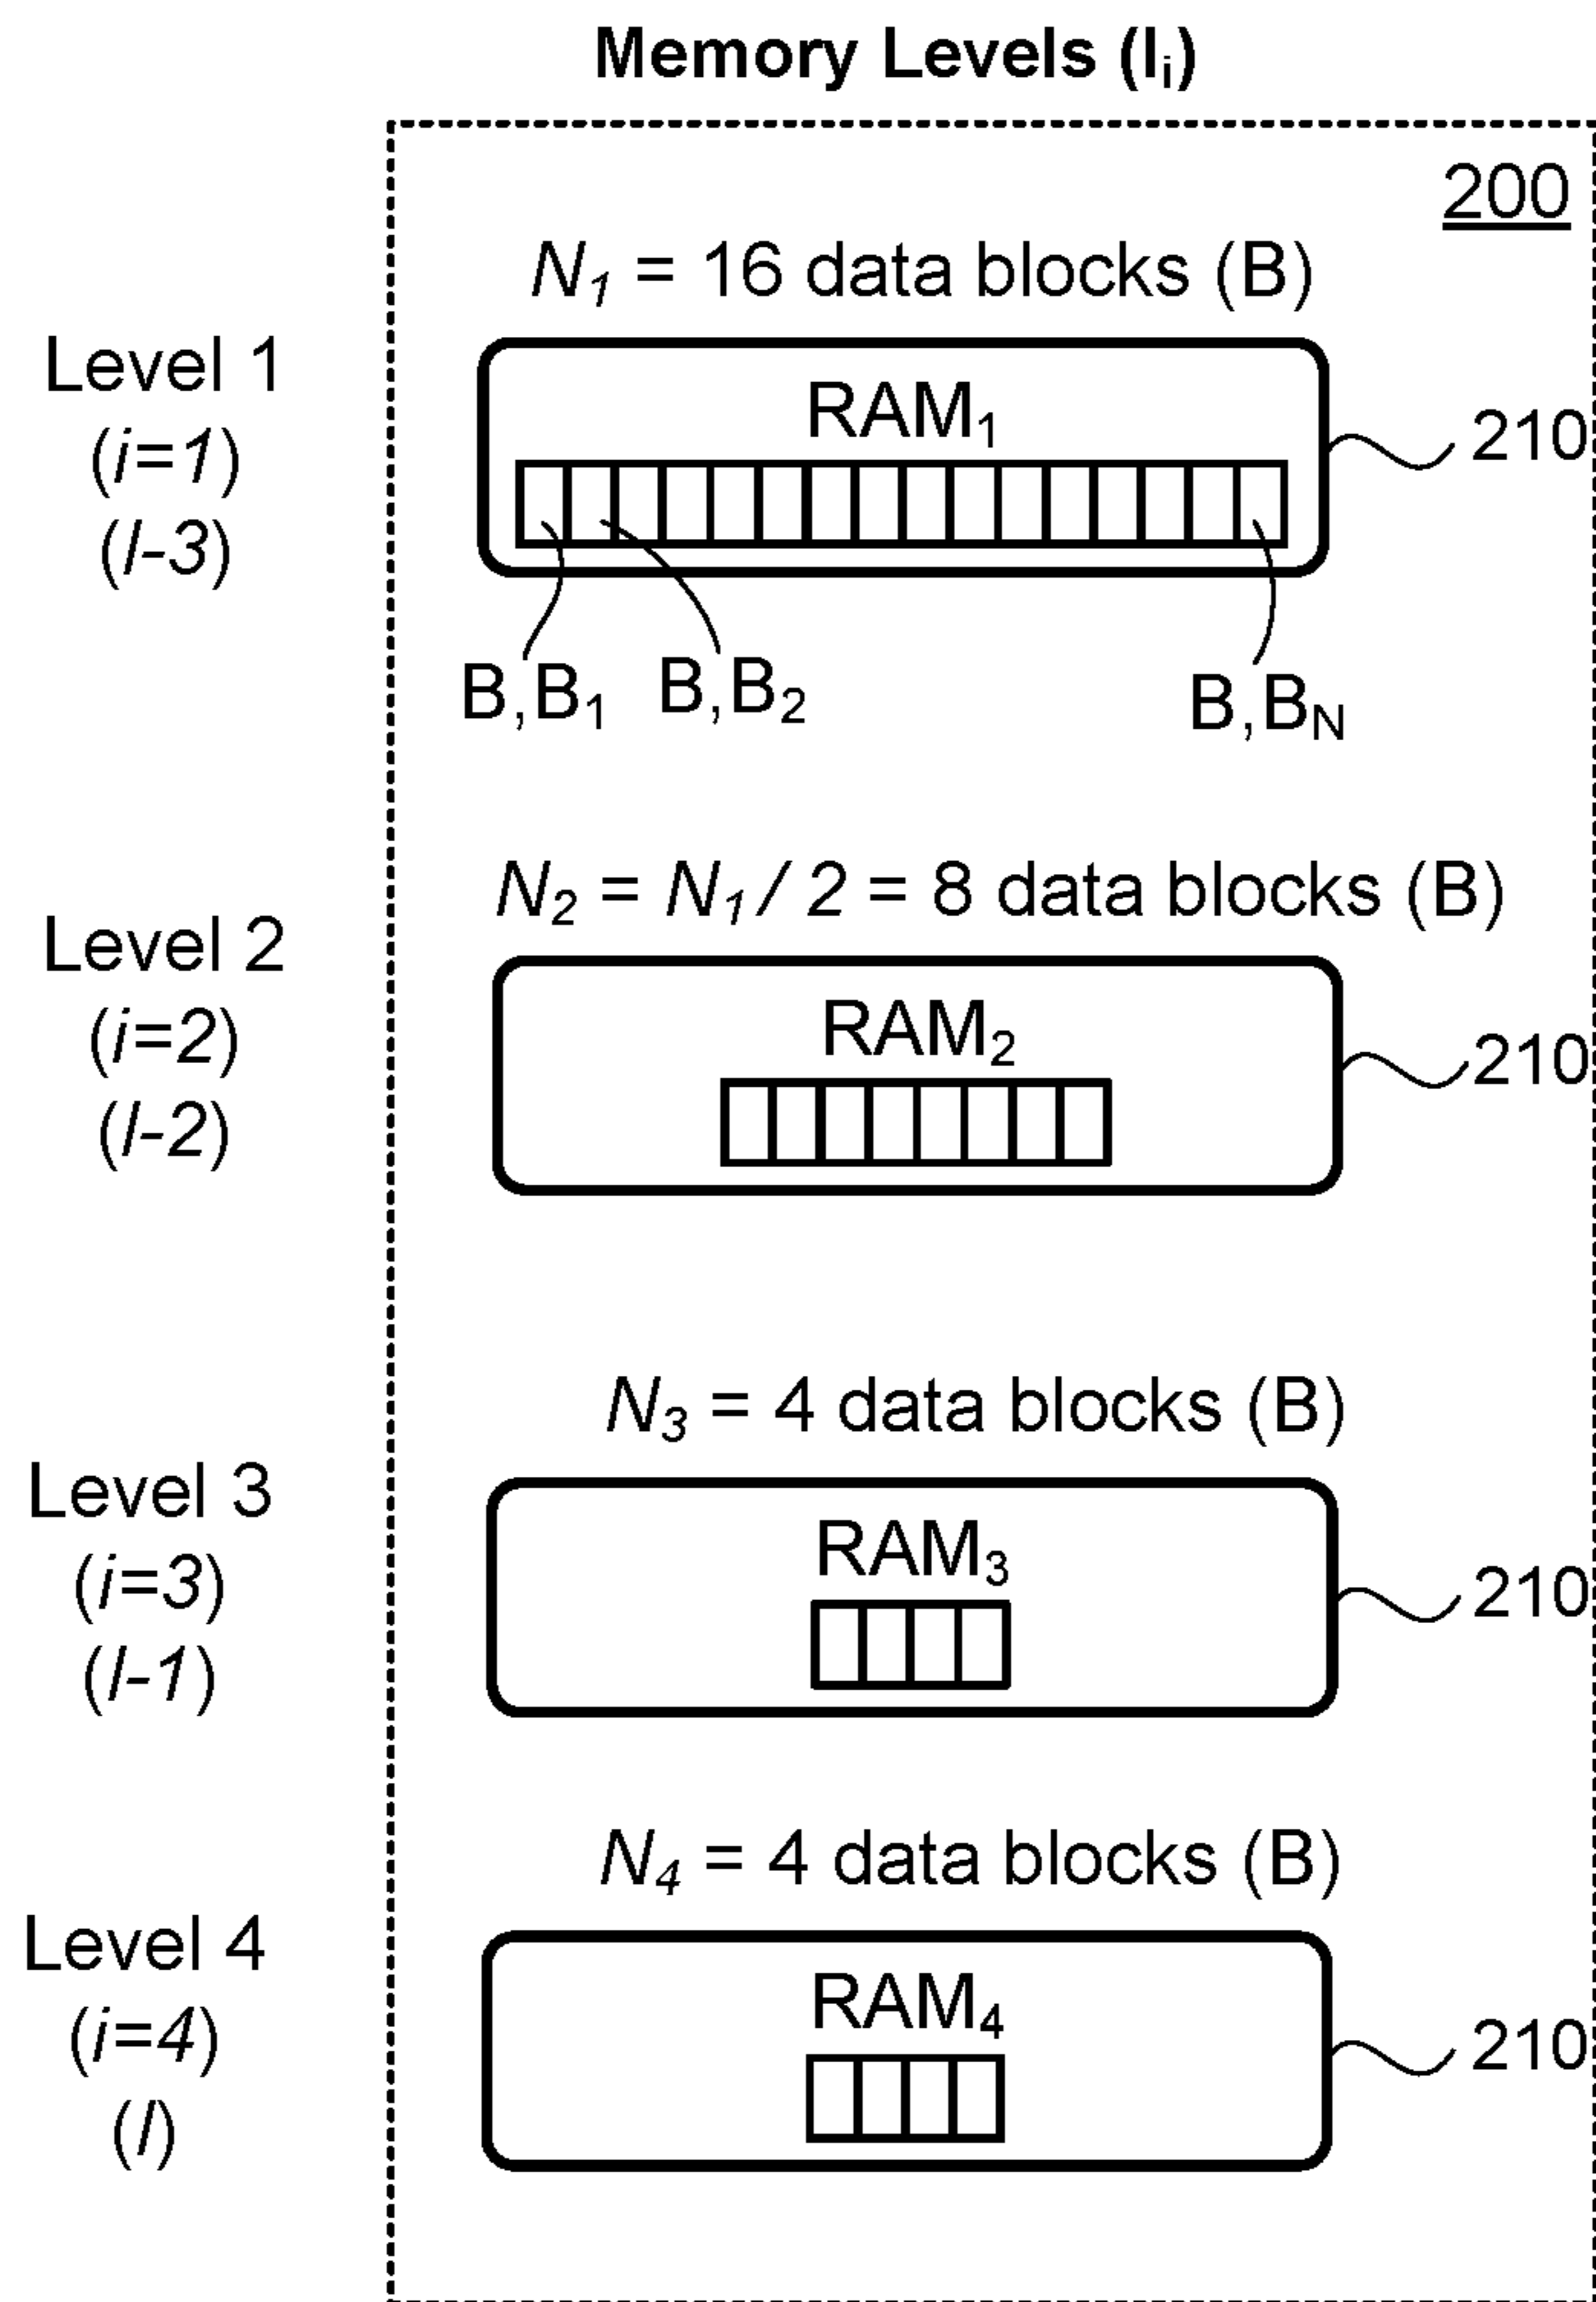 Memory Levels (lᵢ)
200
N₁ = 16 data blocks (B)
Level 1
(i=1)
(l-3)
RAM₁
210
B,B₁
B,B₂
B,B_N
N₂ = N₁ / 2 = 8 data blocks (B)
Level 2
(i=2)
(l-2)
RAM₂
210
N₃ = 4 data blocks (B)
Level 3
(i=3)
(l-1)
RAM₃
210
N₄ = 4 data blocks (B)
Level 4
(i=4)
(l)
RAM₄
210